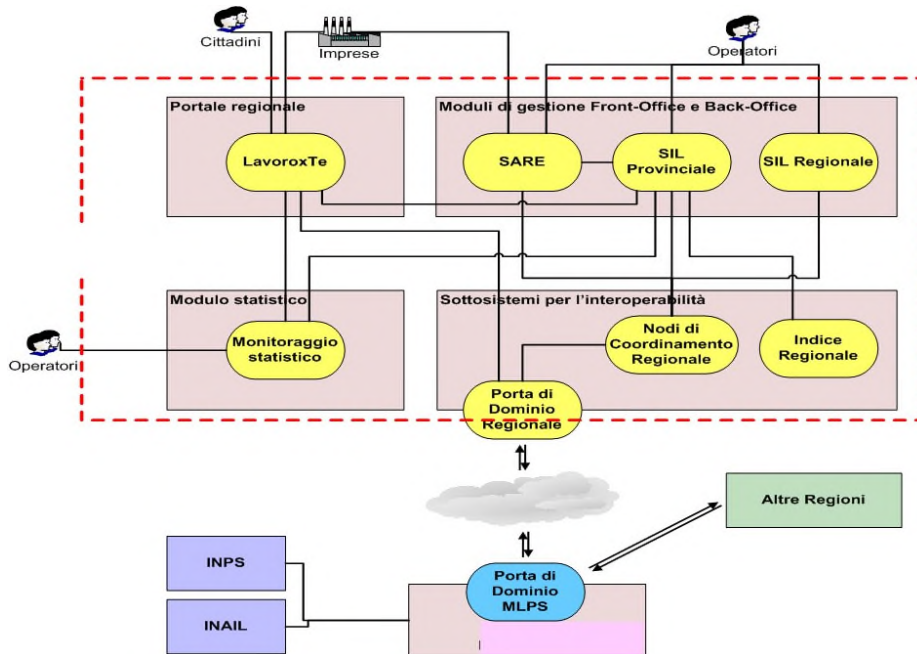 Cittadini
Imprese
Operatori
Portale regionale
Moduli di gestione Front-Office e Back-Office
LavoroxTe
SARE
SIL
Provinciale
SIL Regionale
Modulo statistico
Sottosistemi per l'interoperabilità
Monitoraggio
statistico
Nodi di
Coordinamento
Regionale
Indice
Regionale
Operatori
Porta di
Dominio
Regionale
Altre Regioni
INPS
Porta di
Dominio
MLPS
INAIL